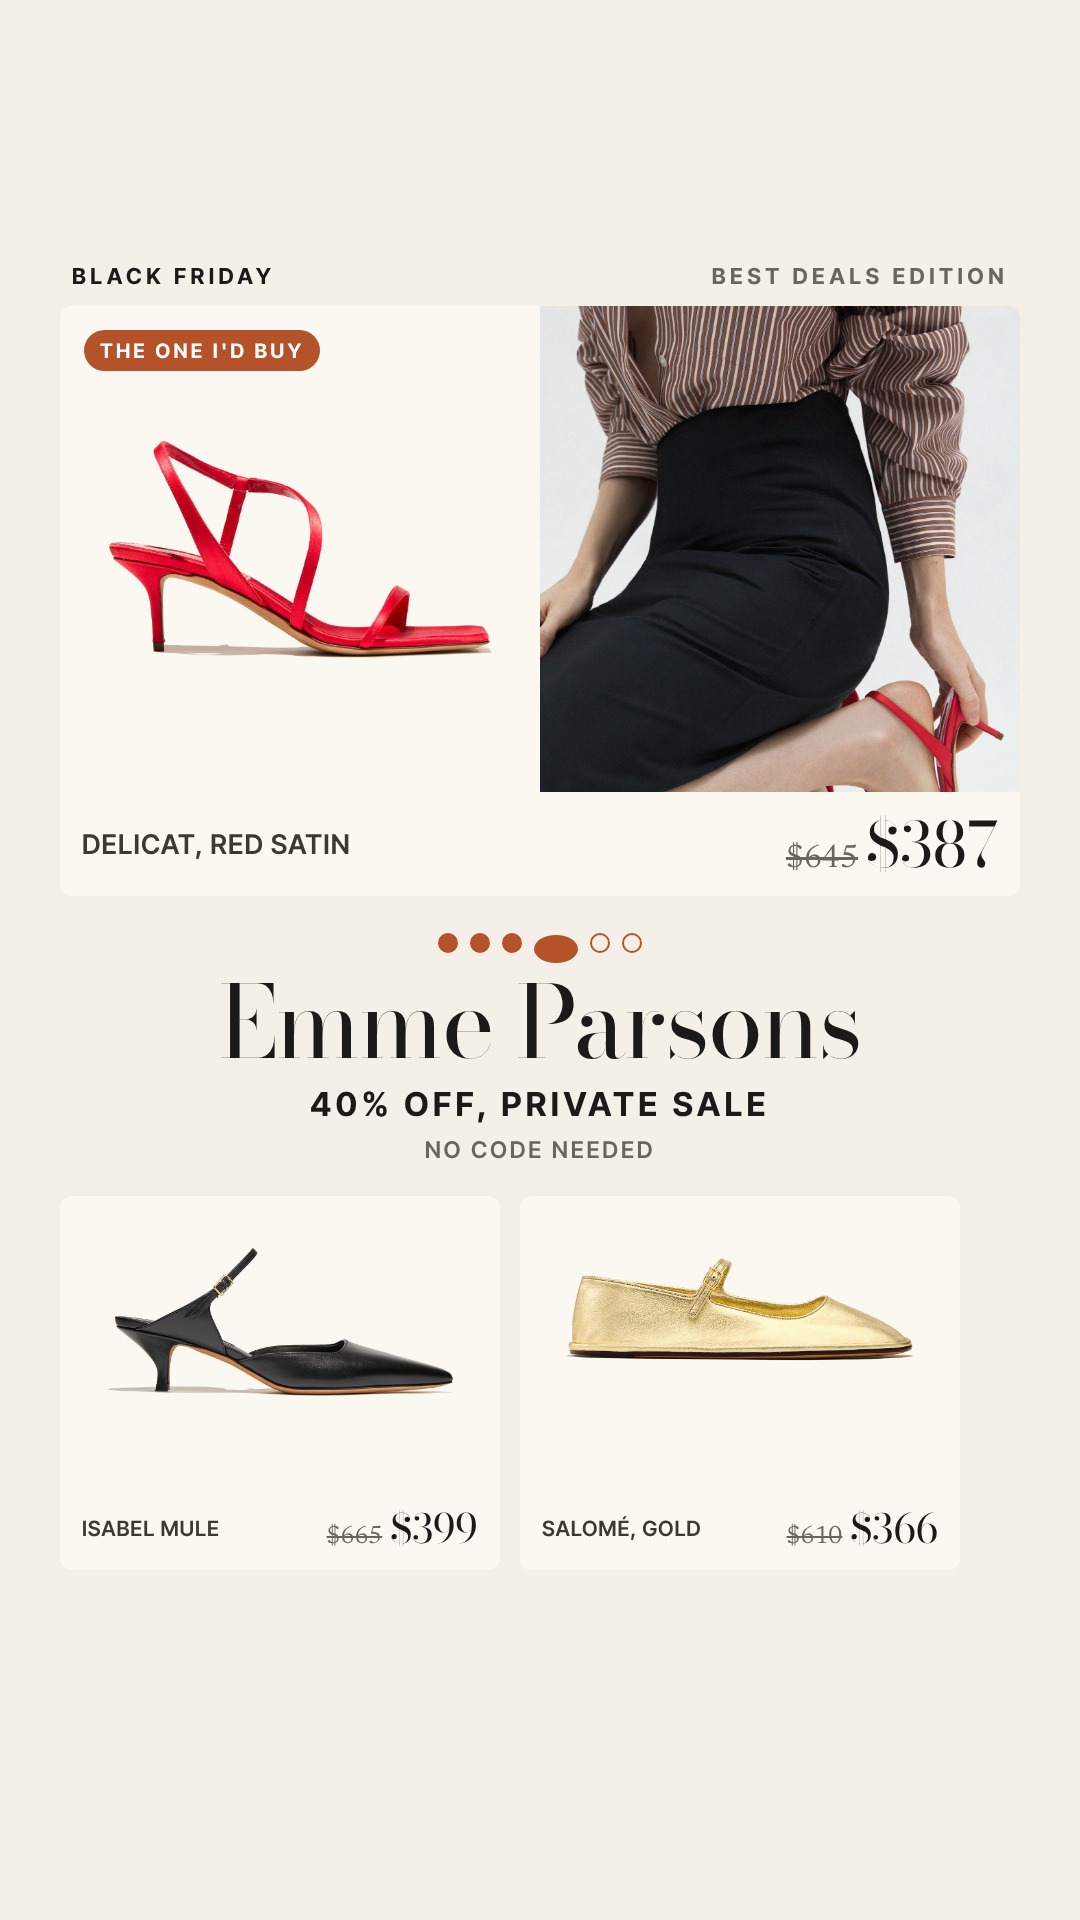 BLACK FRIDAY
BEST DEALS EDITION
THE ONE I'D BUY
DELICAT, RED SATIN
$645 $387
Emme Parsons
40% OFF, PRIVATE SALE
NO CODE NEEDED
ISABEL MULE
$665 $399
SALOMÉ, GOLD
$610 $366